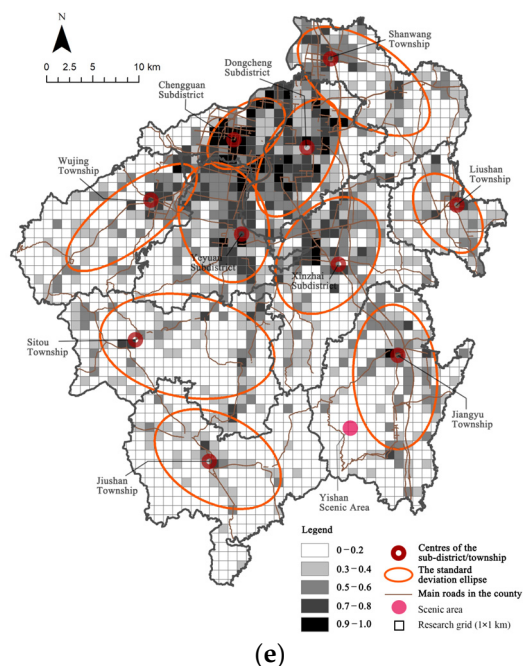 N
0 2.5 5 10 km
Shanwang
Township
Dongcheng
Subdistrict
Chengguan
Subdistrict
Wujing
Township
Liushan
Township
Yeyuan
Subdistrict
Xinzhai
Subdistrict
Sitou
Township
Jiangyu
Township
Jiushan
Township
Yishan
Scenic Area
Legend
0－0.2
0.3－0.4
0.5－0.6
0.7－0.8
0.9－1.0
Centres of the
sub-district/township
The standard
deviation ellipse
Main roads in the county
Scenic area
Research grid (1×1 km)
(e)